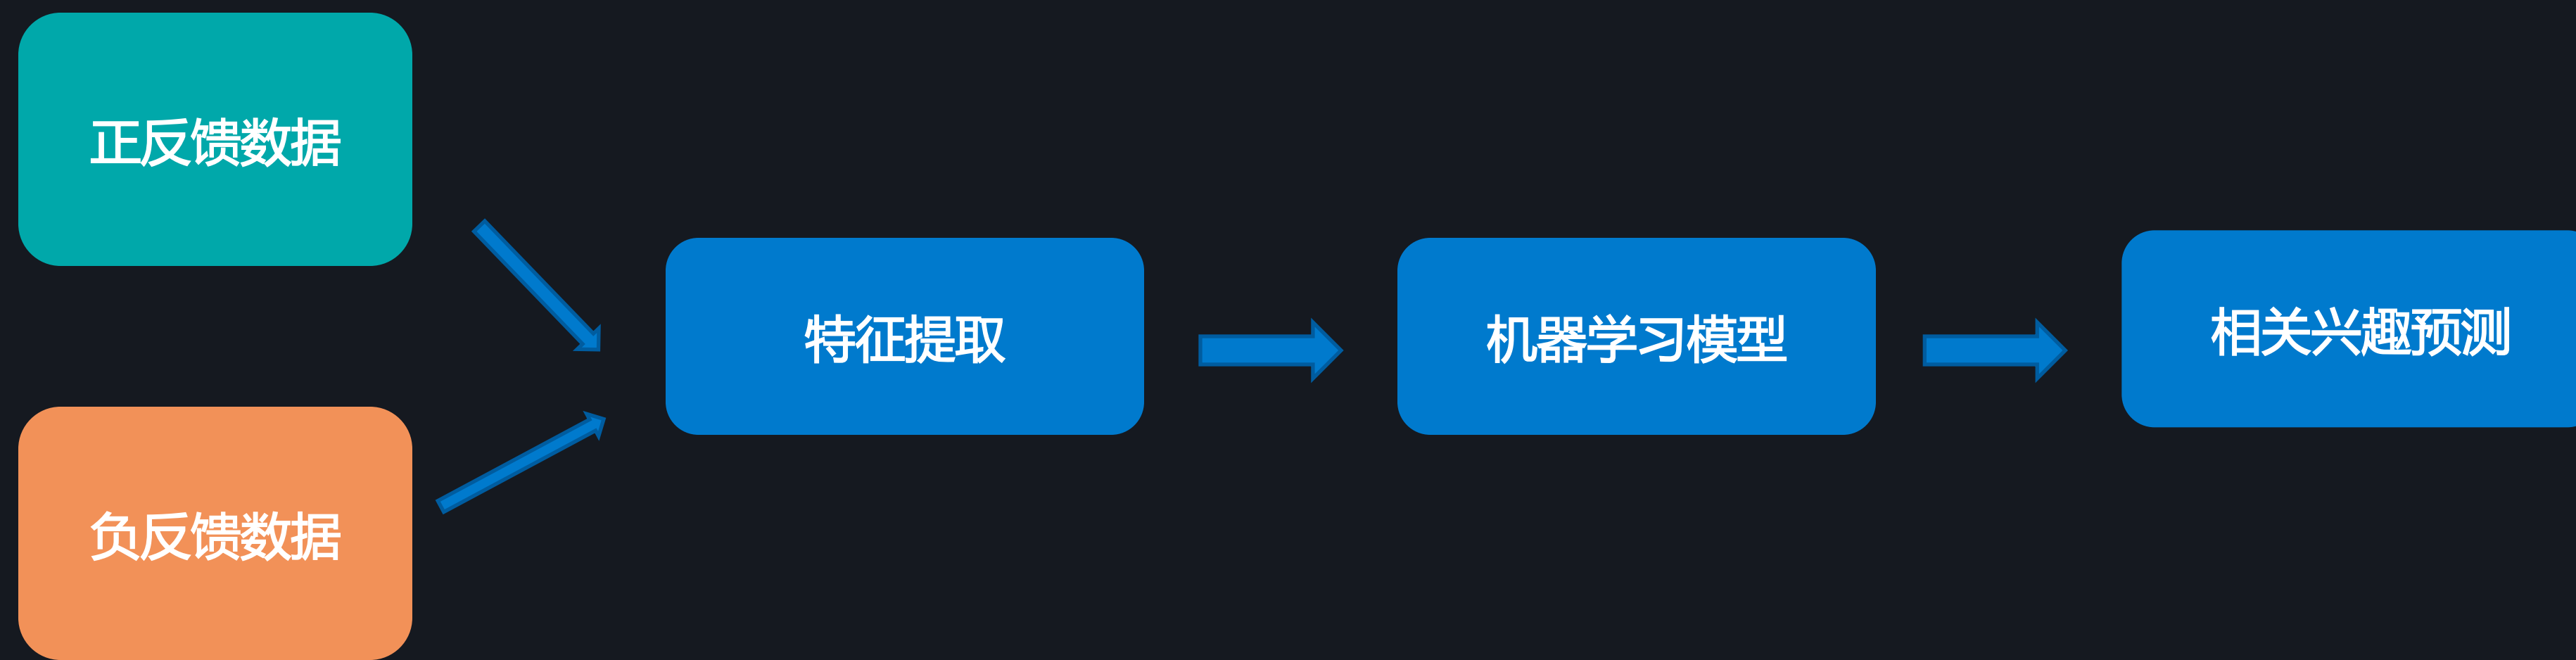 正反馈数据
负反馈数据
特征提取
机器学习模型
相关兴趣预测